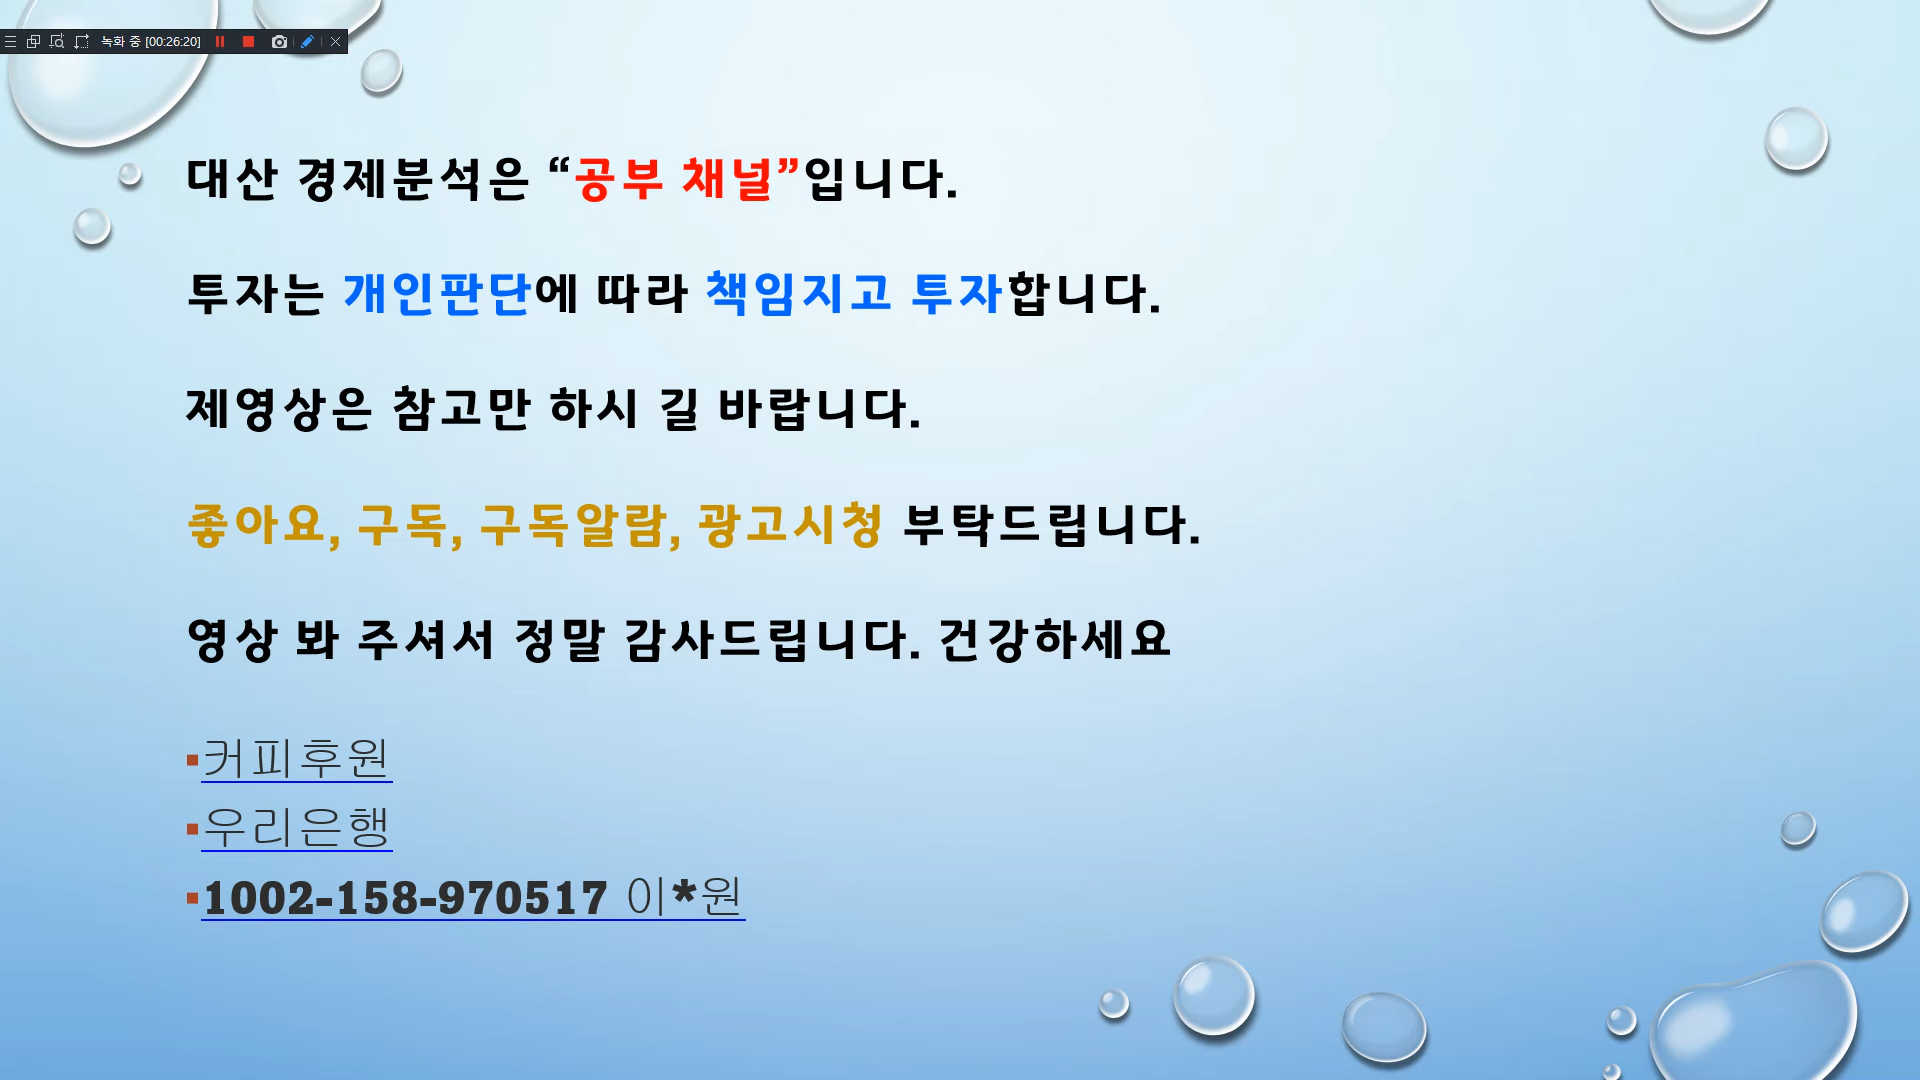 녹화 중 [00:26:20]
대산 경제분석은 “공부 채널”입니다.
투자는 개인판단에 따라 책임지고 투자합니다.
제영상은 참고만 하시 길 바랍니다.
좋아요, 구독, 구독알람, 광고시청 부탁드립니다.
영상 봐 주셔서 정말 감사드립니다. 건강하세요
▪커피후원
▪우리은행
▪1002-158-970517 이*원